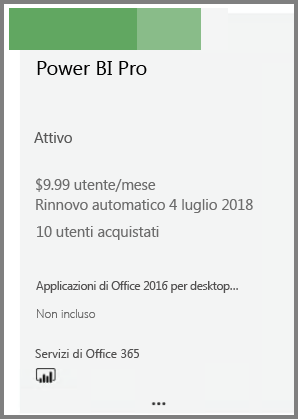 Power BI Pro
Attivo
$9.99 utente/mese
Rinnovo automatico 4 luglio 2018
10 utenti acquistati
Applicazioni di Office 2016 per desktop...
Non incluso
Servizi di Office 365
...